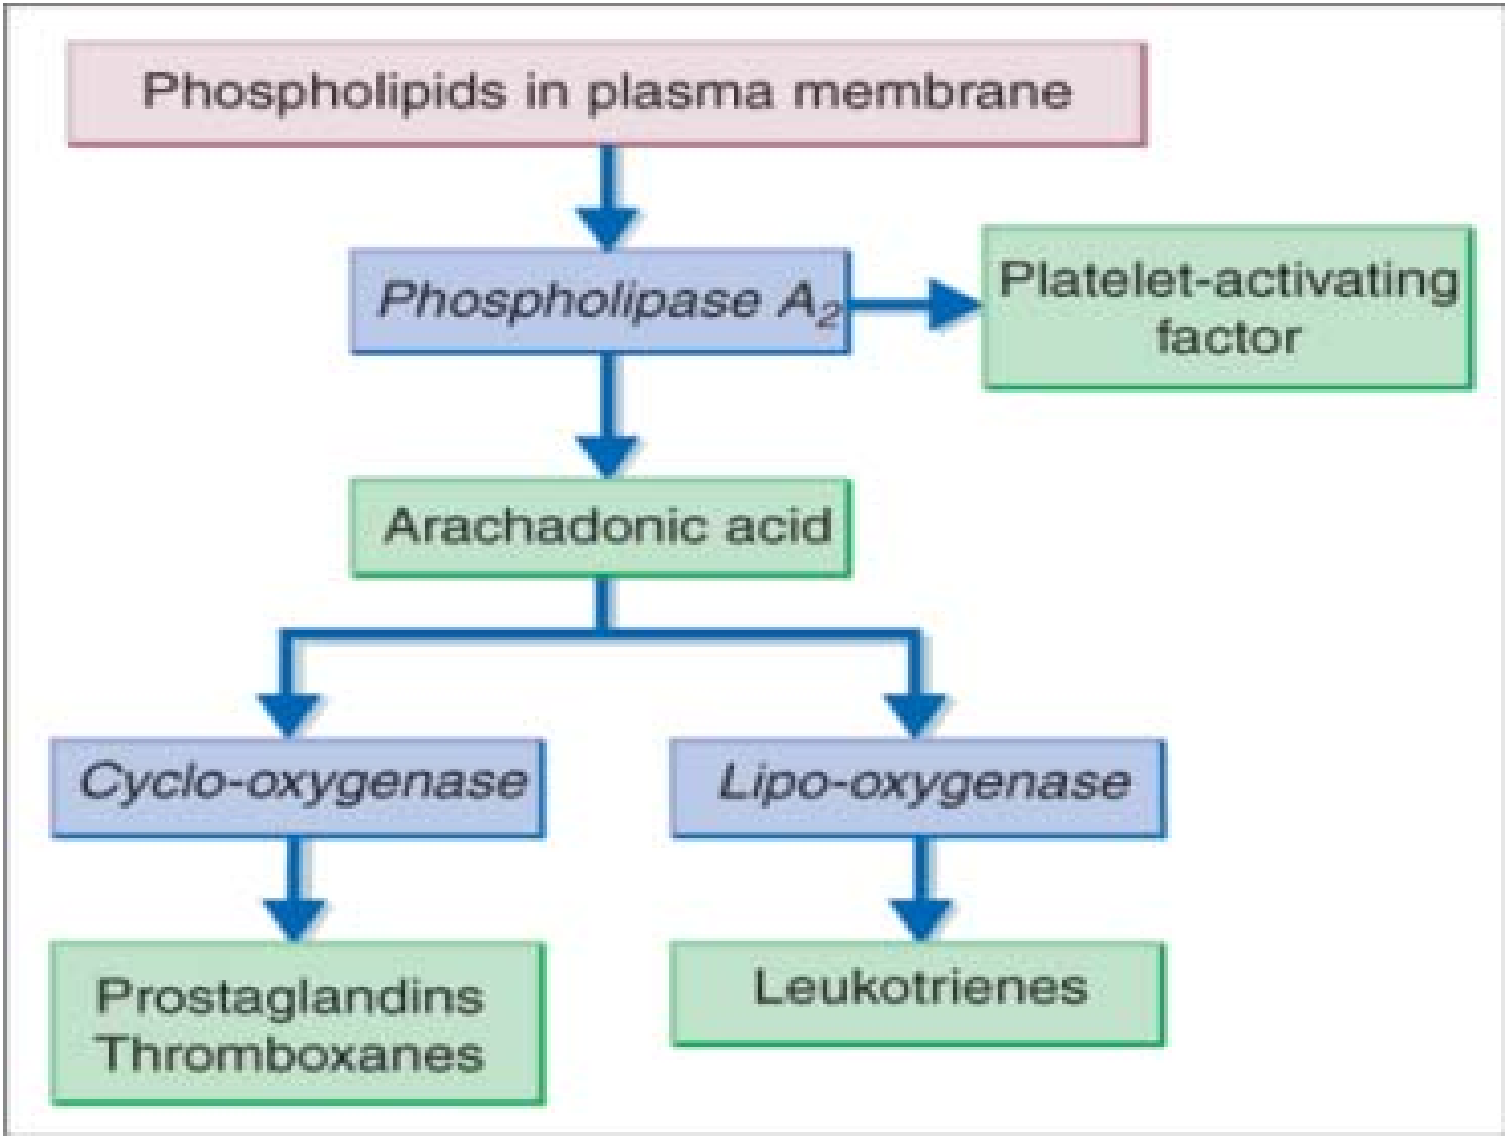 Phospholipids in plasma membrane
Phospholipase A₂
Platelet-activating
factor
Arachadonic acid
Cyclo-oxygenase
Lipo-oxygenase
Prostaglandins
Thromboxanes
Leukotrienes